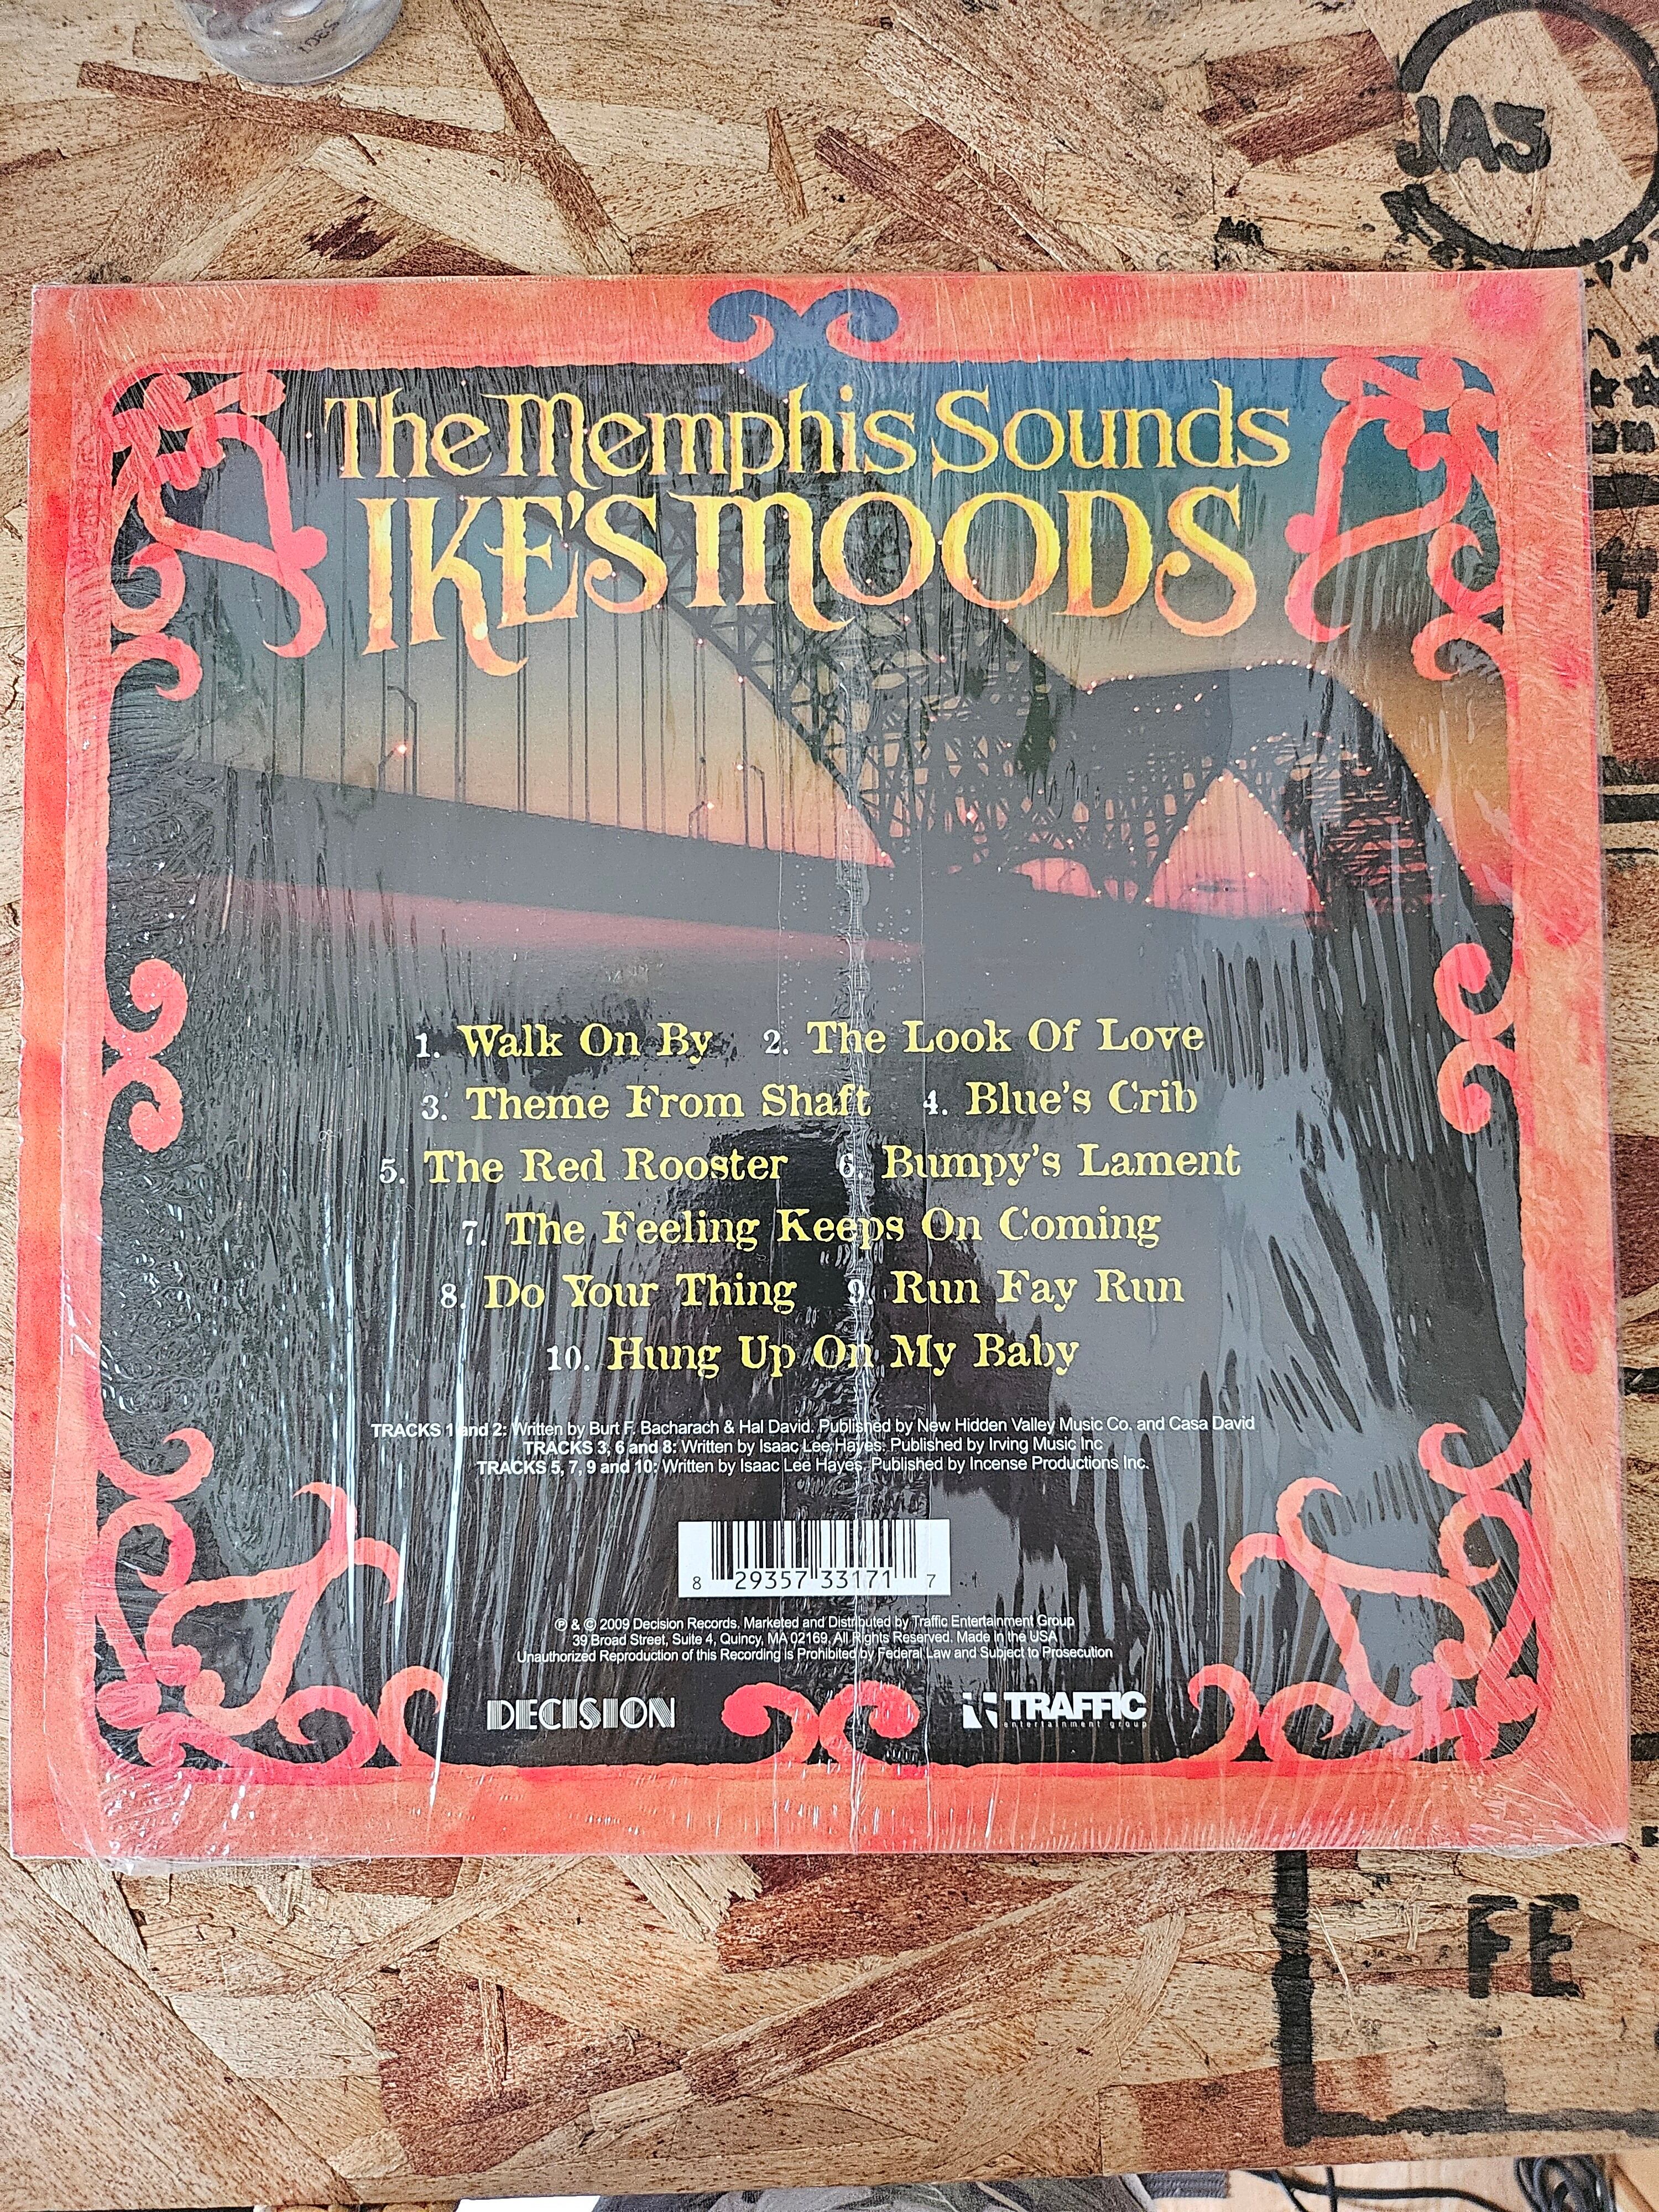 JA3
The Memphis Sounds
IKE'S MOODS
1. Walk On By 2. The Look Of Love
3. Theme From Shaft 4. Blue's Crib
5. The Red Rooster 6. Bumpy's Lament
7. The Feeling Keeps On Coming
8. Do Your Thing 9. Run Fay Run
10. Hung Up On My Baby
TRACKS 1 and 2: Written by Burt F. Bacharach & Hal David. Published by New Hidden Valley Music Co. and Casa David
TRACKS 3, 6 and 8: Written by Isaac Lee Hayes. Published by Irving Music Inc
TRACKS 5, 7, 9 and 10: Written by Isaac Lee Hayes. Published by Incense Productions Inc.
8 29357 33171 7
℗ & © 2009 Decision Records. Marketed and Distributed by Traffic Entertainment Group
39 Broad Street, Suite 4, Quincy, MA 02169. All Rights Reserved. Made in the USA
Unauthorized Reproduction of this Recording is Prohibited by Federal Law and Subject to Prosecution
DECISION TRAFFIC
entertainment group
FE